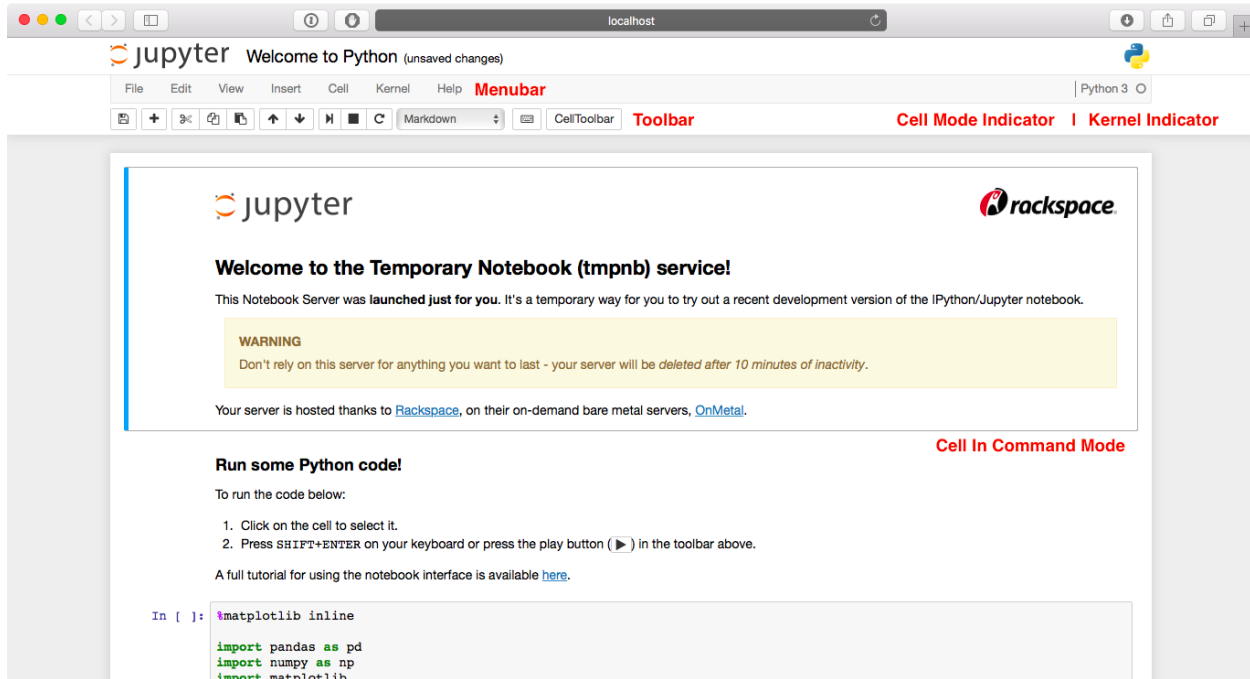 localhost
jupyter Welcome to Python (unsaved changes)
File Edit View Insert Cell Kernel Help Menubar Python 3
Markdown CellToolbar Toolbar Cell Mode Indicator | Kernel Indicator
jupyter rackspace.
Welcome to the Temporary Notebook (tmpnb) service!
This Notebook Server was launched just for you. It's a temporary way for you to try out a recent development version of the IPython/Jupyter notebook.
WARNING
Don't rely on this server for anything you want to last - your server will be deleted after 10 minutes of inactivity.
Your server is hosted thanks to Rackspace, on their on-demand bare metal servers, OnMetal.
Cell In Command Mode
Run some Python code!
To run the code below:
1. Click on the cell to select it.
2. Press SHIFT+ENTER on your keyboard or press the play button ( ) in the toolbar above.
A full tutorial for using the notebook interface is available here.
In [ ]: %matplotlib inline
import pandas as pd
import numpy as np
import matplotlib